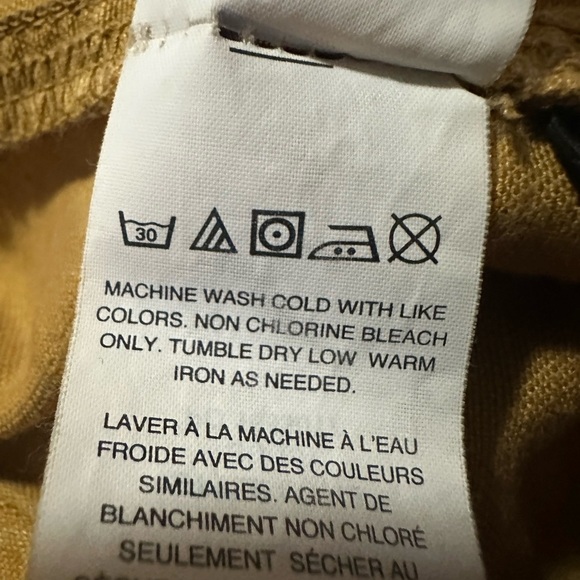 30
MACHINE WASH COLD WITH LIKE
COLORS. NON CHLORINE BLEACH
ONLY. TUMBLE DRY LOW WARM
IRON AS NEEDED.
LAVER À LA MACHINE À L'EAU
FROIDE AVEC DES COULEURS
SIMILAIRES. AGENT DE
BLANCHIMENT NON CHLORÉ
SEULEMENT SÉCHER AU